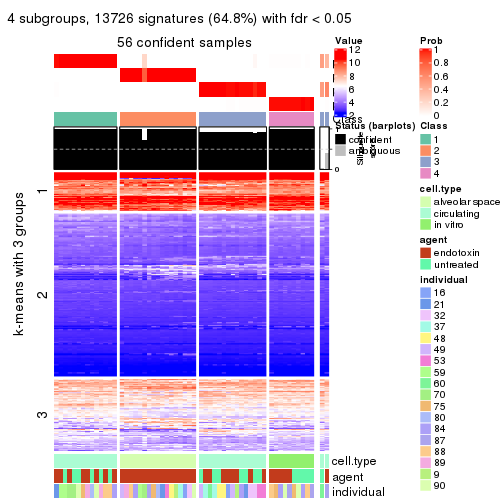 4 subgroups, 13726 signatures (64.8%) with fdr < 0.05
56 confident samples
k-means with 3 groups
1
2
3
Class
Silhouette
score
0
cell.type
agent
individual
Value
12
10
8
6
4
2
Status (barplots)
confident
ambiguous
Prob
1
0.8
0.6
0.4
0.2
0
Class
1
2
3
4
cell.type
alveolar space
circulating
in vitro
agent
endotoxin
untreated
individual
16
21
32
37
48
49
53
59
60
70
75
80
84
87
88
89
9
90